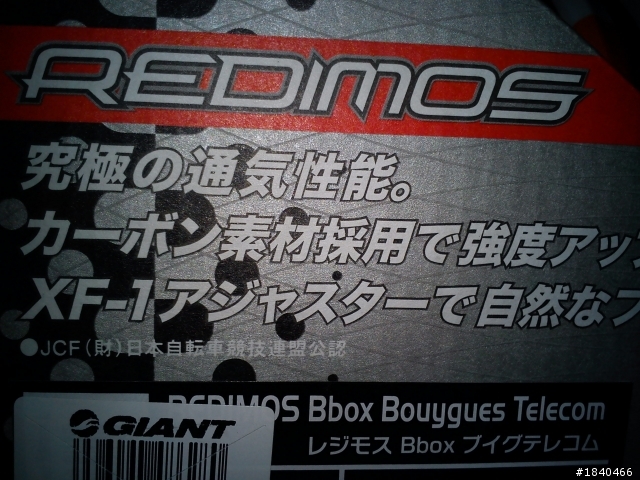 REDIMOS
究極の通気性能。
カーボン素材採用で強度アッ
XF-1アジャスターで自然な
●JCF(財)日本自転車競技連盟公認
REDIMOS Bbox Bouygues Telecom
レジモス Bbox ブイグテレコム
GIANT
#1840466